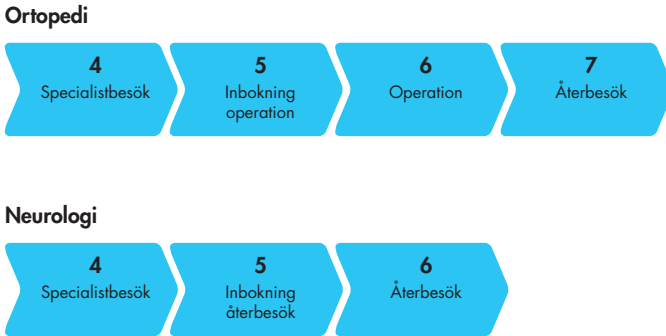 Ortopedi
4
Specialistbesök
5
Inbokning
operation
6
Operation
7
Återbesök
Neurologi
4
Specialistbesök
5
Inbokning
återbesök
6
Återbesök